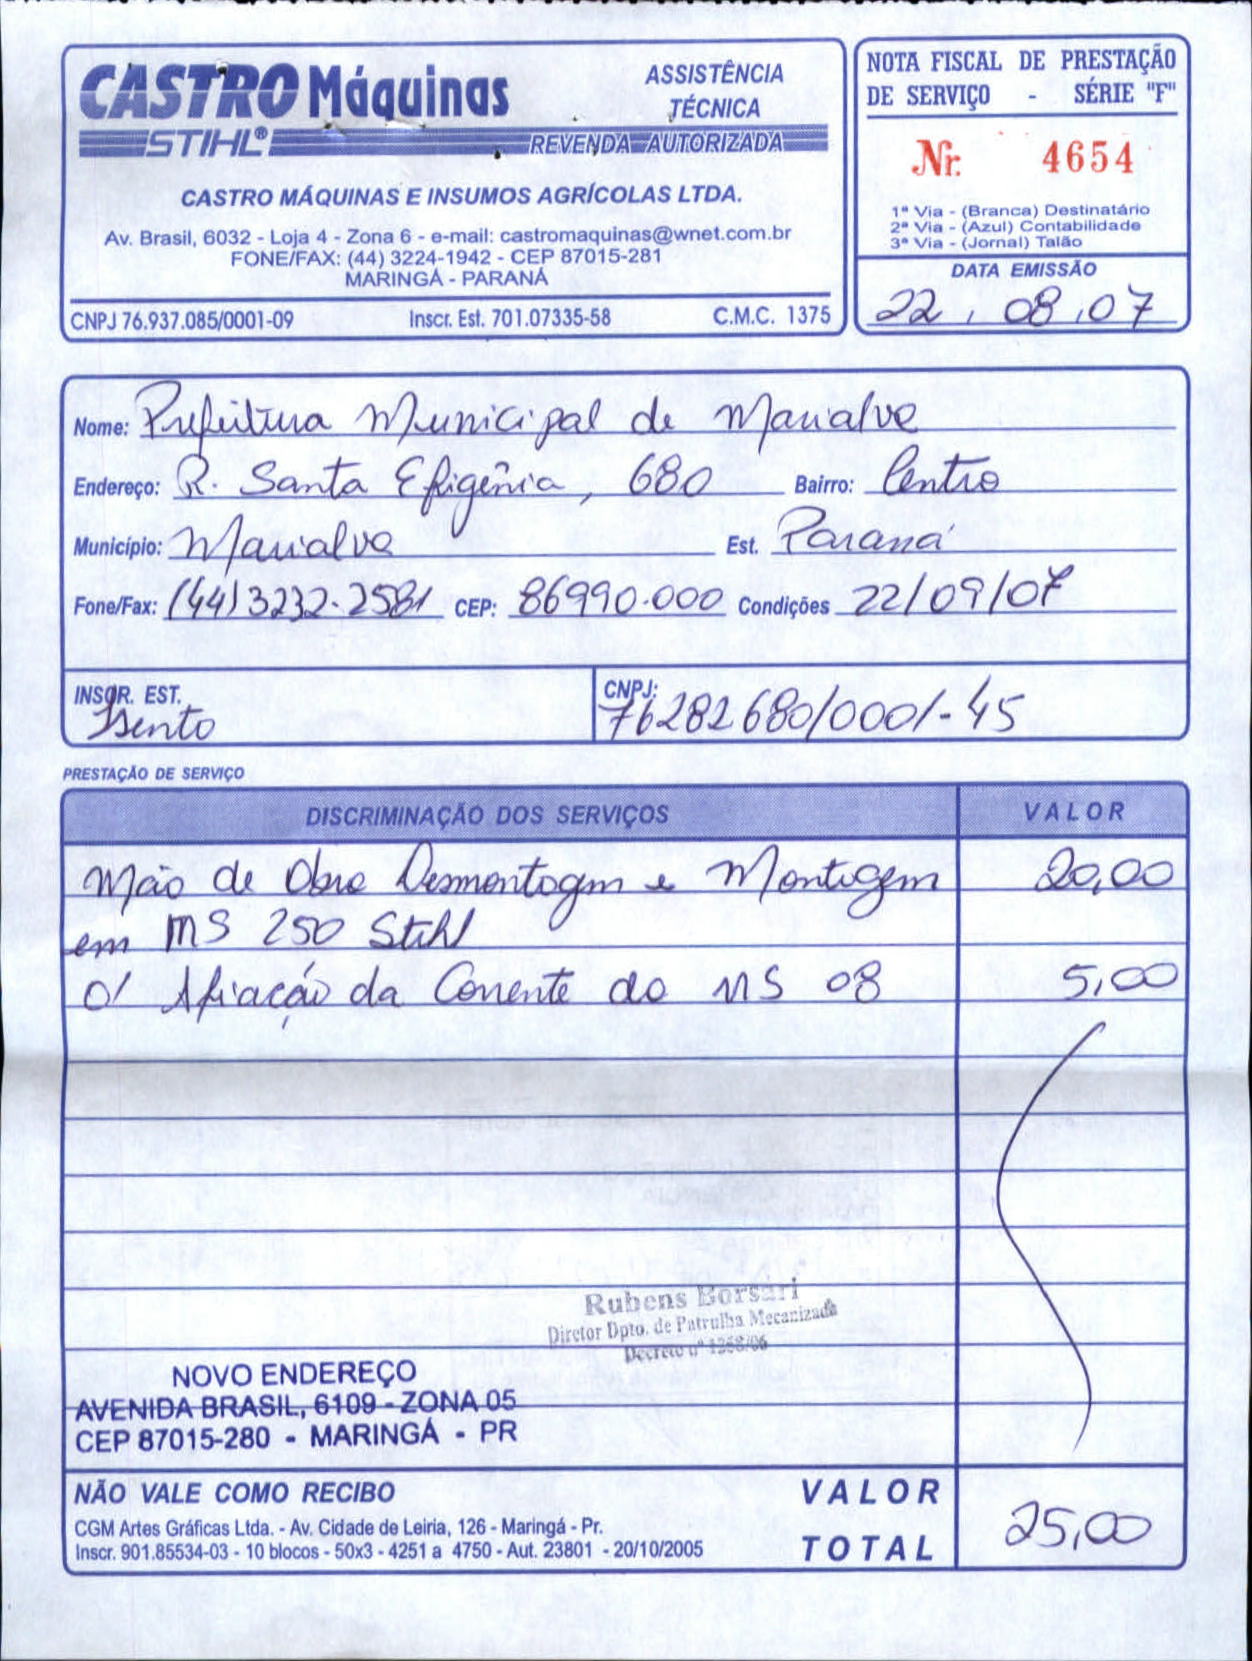 CASTRO Máquinas
STIHL®
ASSISTÊNCIA
TÉCNICA
REVENDA AUTORIZADA
CASTRO MÁQUINAS E INSUMOS AGRÍCOLAS LTDA.
Av. Brasil, 6032 - Loja 4 - Zona 6 - e-mail: castromaquinas@wnet.com.br
FONE/FAX: (44) 3224-1942 - CEP 87015-281
MARINGÁ - PARANÁ
CNPJ 76.937.085/0001-09 Inscr. Est. 701.07335-58 C.M.C. 1375
NOTA FISCAL DE PRESTAÇÃO
DE SERVIÇO - SÉRIE "F"
Nr. 4654
1ª Via - (Branca) Destinatário
2ª Via - (Azul) Contabilidade
3ª Via - (Jornal) Talão
DATA EMISSÃO
22, 08, 07
Nome: Prefeitura Municipal de Marialva
Endereço: R. Santa Efigênia, 680 Bairro: Centro
Município: Marialva Est. Paraná
Fone/Fax: (44) 3232-2581 CEP: 86990-000 Condições 22/09/07
INSCR. EST.
Isento
CNPJ:
76282680/0001-45
PRESTAÇÃO DE SERVIÇO
DISCRIMINAÇÃO DOS SERVIÇOS VALOR
Mão de Obra Desmontagem e Montagem 20,00
em MS 250 Stihl
01 Afiação da Corrente do MS 08 5,00
Rubens Borsari
Diretor Dpto. de Patrulha Mecanizada
Decreto nº 1268/06
NOVO ENDEREÇO
AVENIDA BRASIL, 6109 - ZONA 05
CEP 87015-280 - MARINGÁ - PR
NÃO VALE COMO RECIBO
CGM Artes Gráficas Ltda. - Av. Cidade de Leiria, 126 - Maringá - Pr.
Inscr. 901.85534-03 - 10 blocos - 50x3 - 4251 a 4750 - Aut. 23801 - 20/10/2005
VALOR
TOTAL 25,00